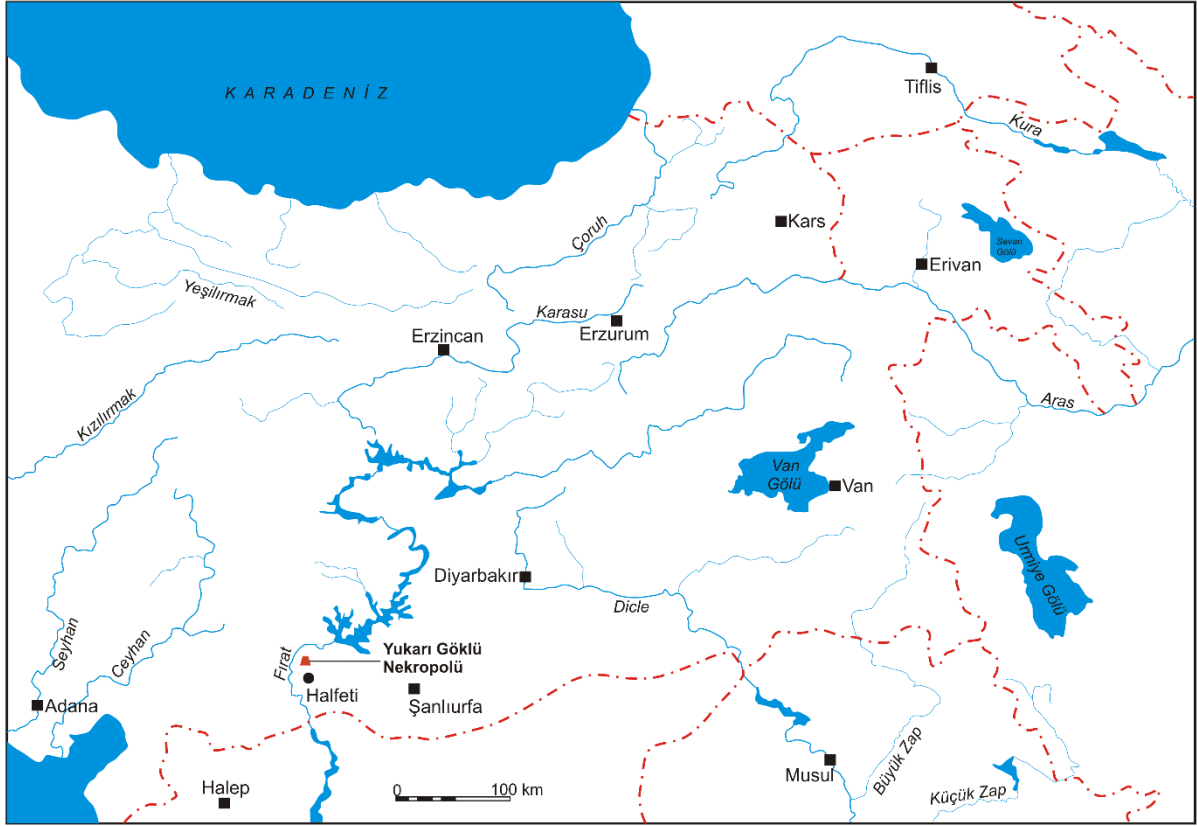 KARADENİZ
Tiflis
Kura
Çoruh
Kars
Sevan
Gölü
Erivan
Yeşilırmak
Karasu
Erzurum
Erzincan
Kızılırmak
Aras
Van
Gölü
Van
Urmiye Gölü
Diyarbakır
Dicle
Seyhan
Ceyhan
Fırat
Yukarı Göklü
Nekropolü
Halfeti
Şanlıurfa
Adana
Musul
Büyük Zap
Küçük Zap
Halep
0
100 km